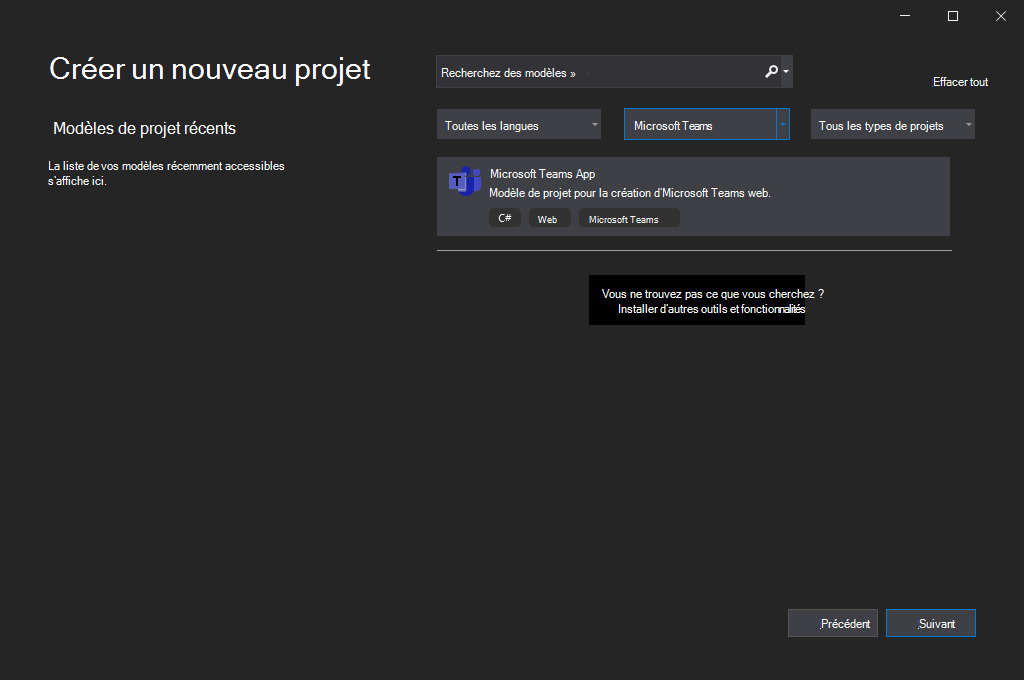 Créer un nouveau projet
Recherchez des modèles »
Effacer tout
Modèles de projet récents
La liste de vos modèles récemment accessibles
s'affiche ici.
Toutes les langues
Microsoft Teams
Tous les types de projets
Microsoft Teams App
Modèle de projet pour la création d'Microsoft Teams web.
C#
Web
Microsoft Teams
Vous ne trouvez pas ce que vous cherchez ?
Installer d'autres outils et fonctionnalités
Précédent
Suivant